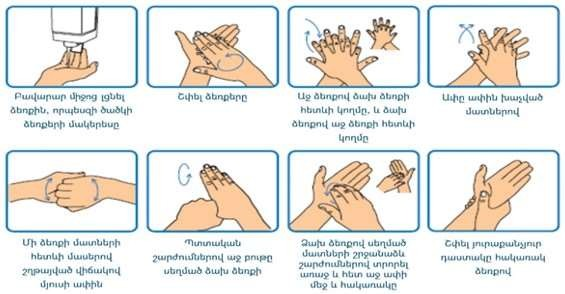 Բավարար միջոց լցնել
ձեռքին, որպեսզի ծածկի
ձեռքերի մակերեսը
Շփել ձեռքերը
Աջ ձեռքով ձախ ձեռքի
հետևի կողմը, և ձախ
ձեռքով աջ ձեռքի հետևի
կողմը
Ափը ափին խաչված
մատներով
Մի ձեռքի մատների
հետևի մասերով
շղթայված վիճակով
մյուսի ափին
Պտտական
շարժումներով աջ բութը
սեղմած ձախ ձեռքի
Ձախ ձեռքով սեղմած
մատների շրջանաձև
շարժումներով տրորել
առաջ և հետ աջ ափի
մեջ և հակառակը
Շփել յուրաքանչյուր
դաստակը հակառակ
ձեռքով